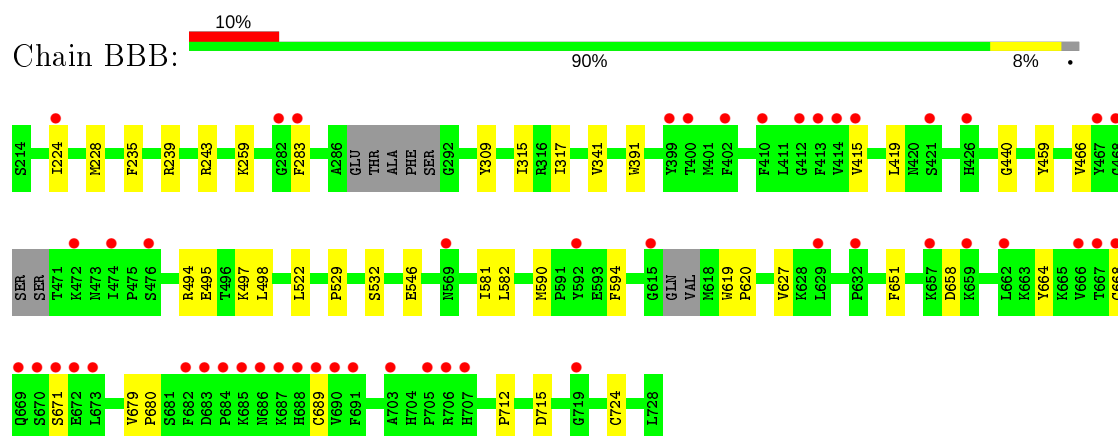 10%
Chain BBB:
90% 8% •
S214 I224 M228 F235 R239 R243 K259 G282 F283 A286 GLU THR ALA PHE SER G292 Y309 I315 R316 I317 V341 W391 Y399 T400 M401 F402 F410 L411 G412 F413 V414 V415 L419 N420 S421 H426 G440 Y459 V466 Y467
SER SER T471 K472 N473 I474 P475 S476 R494 E495 T496 K497 L498 L522 P529 S532 E546 N569 I581 L582 M590 P591 Y592 E593 F594 G615 GLN VAL M618 W619 P620 V627 K628 L629 P632 F651 K657 D658 K659 L662 K663 Y664 K665 V666 T667
Q669 S670 S671 E672 L673 V679 P680 S681 F682 D683 P684 K685 N686 K687 H688 C689 V690 F691 A703 H704 P705 R706 H707 P712 D715 G719 C724 L728